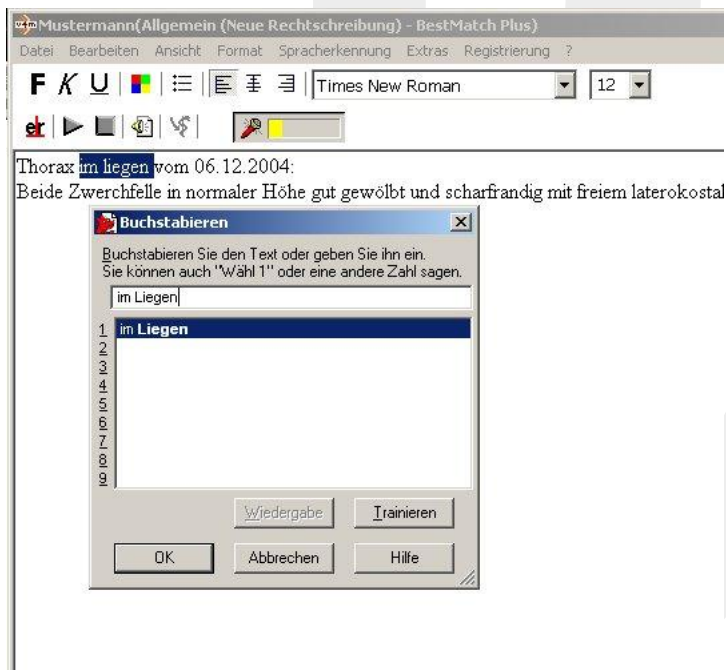 Mustermann(Allgemein (Neue Rechtschreibung) - BestMatch Plus)
Datei Bearbeiten Ansicht Format Spracherkennung Extras Registrierung ?
F K U Times New Roman 12
Thorax im liegen vom 06.12.2004:
Beide Zwerchfelle in normaler Höhe gut gewölbt und scharfrandig mit freiem laterokostal
Buchstabieren
Buchstabieren Sie den Text oder geben Sie ihn ein.
Sie können auch "Wähl 1" oder eine andere Zahl sagen.
im Liegen
1 im Liegen
2
3
4
5
6
7
8
9
Wiedergabe Trainieren
OK Abbrechen Hilfe